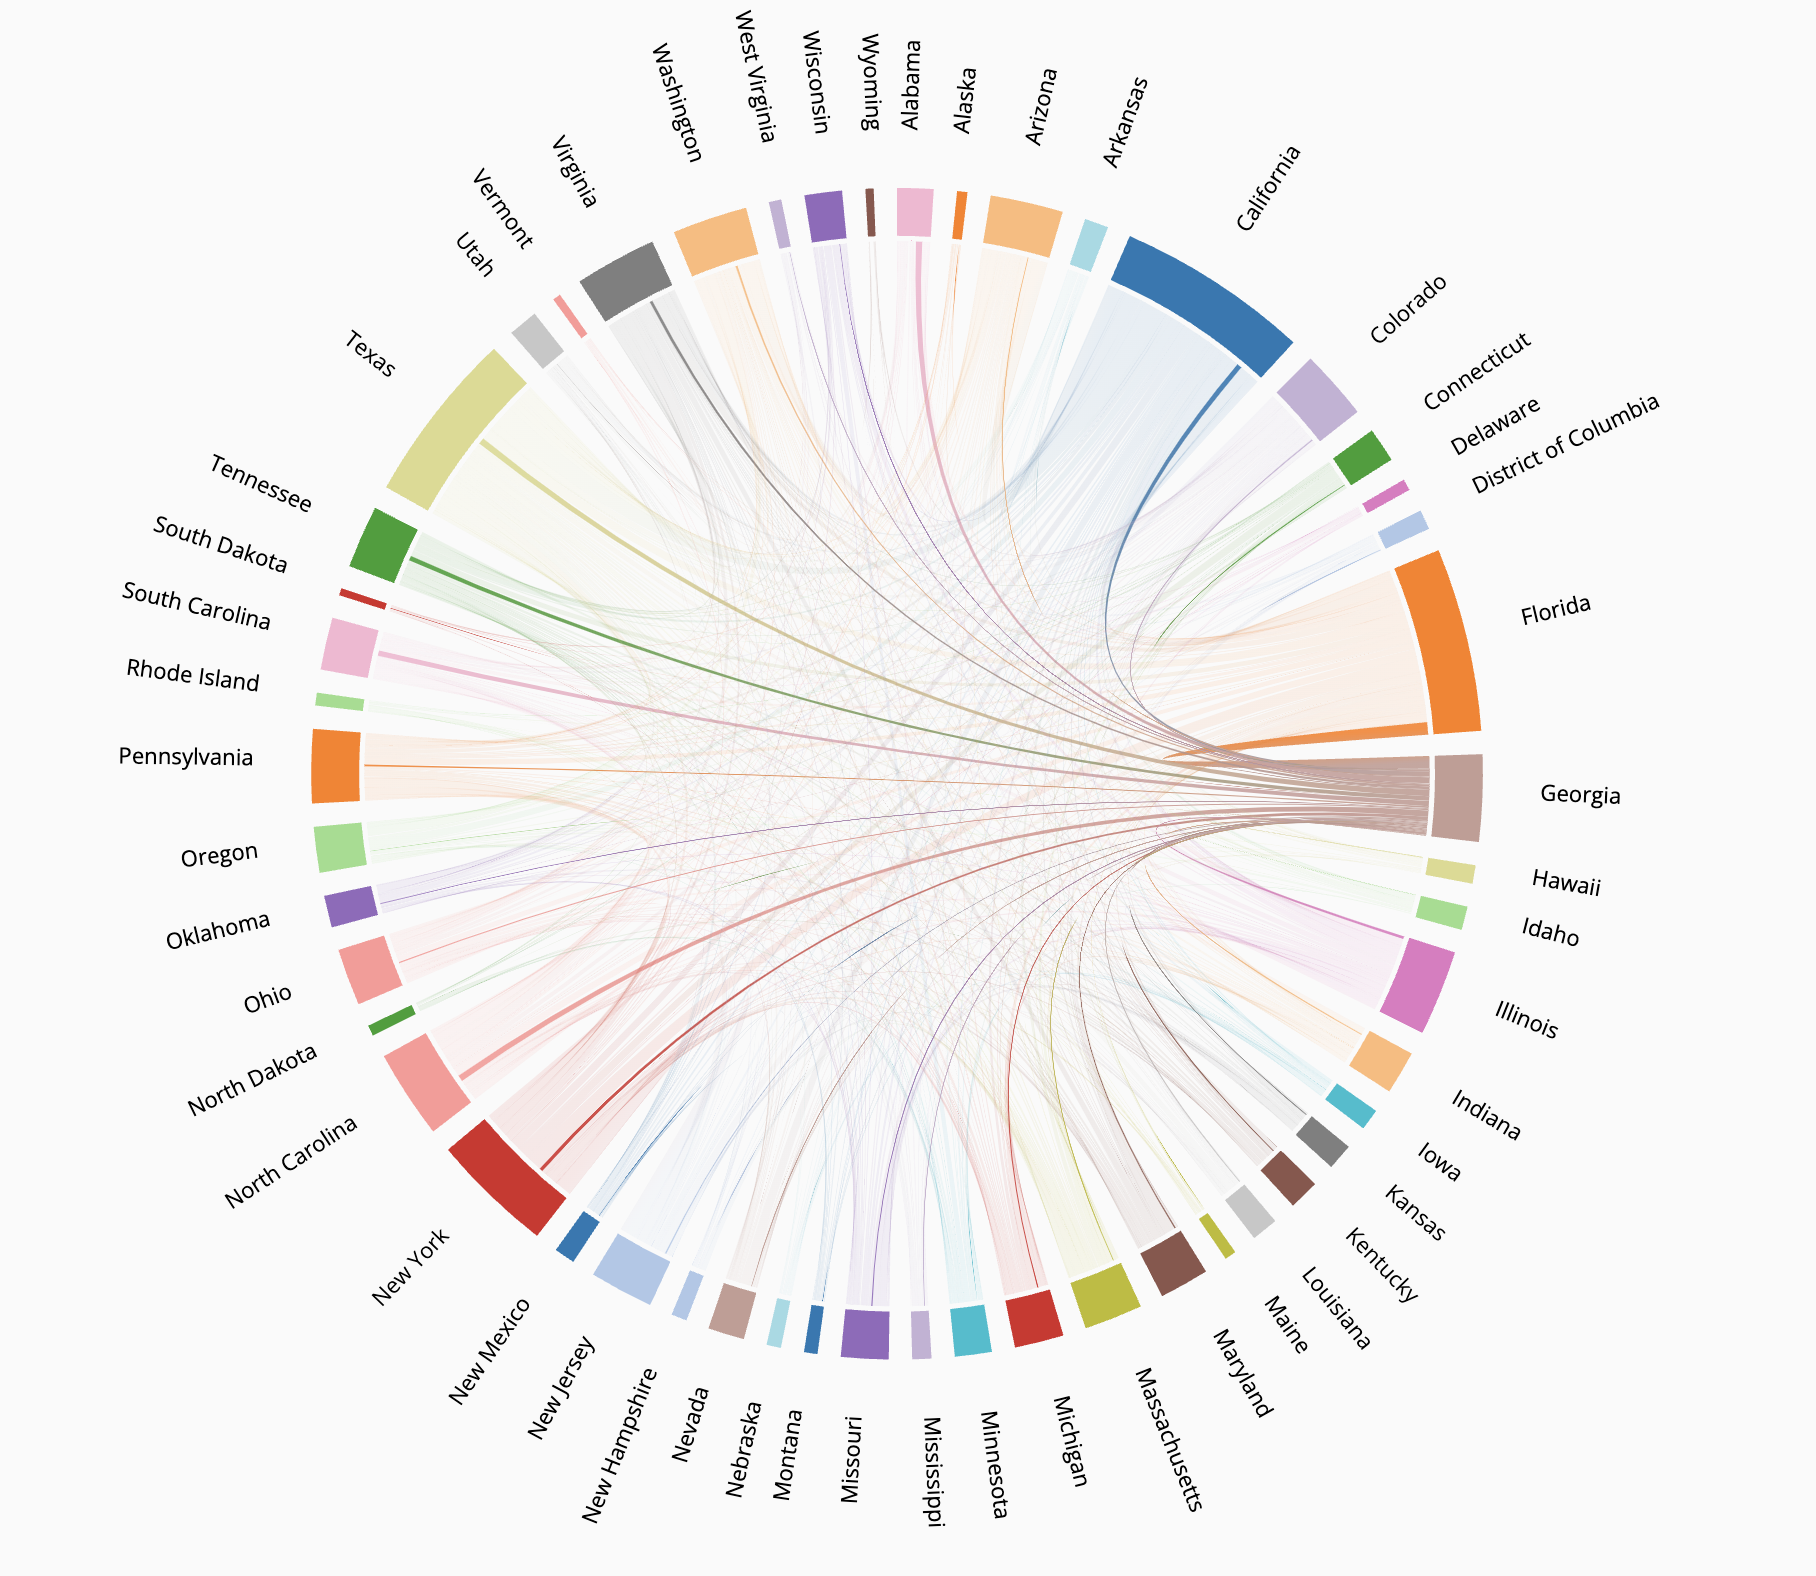 Alabama
Alaska
Arizona
Arkansas
California
Colorado
Connecticut
Delaware
District of Columbia
Florida
Georgia
Hawaii
Idaho
Illinois
Indiana
Iowa
Kansas
Kentucky
Louisiana
Maine
Maryland
Massachusetts
Michigan
Minnesota
Mississippi
Missouri
Montana
Nebraska
Nevada
New Hampshire
New Jersey
New Mexico
New York
North Carolina
North Dakota
Ohio
Oklahoma
Oregon
Pennsylvania
Rhode Island
South Carolina
South Dakota
Tennessee
Texas
Utah
Vermont
Virginia
Washington
West Virginia
Wisconsin
Wyoming